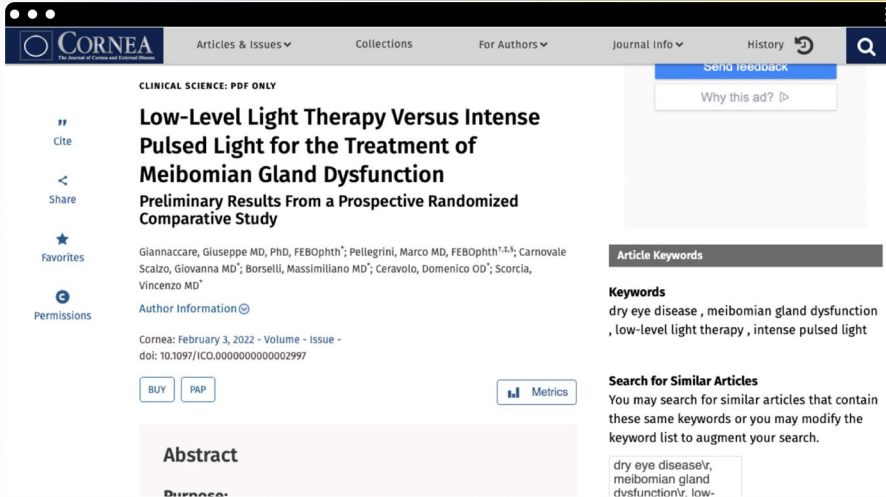 CORNEA
The Journal of Cornea and External Disease
Articles & Issues
Collections
For Authors
Journal Info
History
CLINICAL SCIENCE: PDF ONLY
Low-Level Light Therapy Versus Intense
Pulsed Light for the Treatment of
Meibomian Gland Dysfunction
Preliminary Results From a Prospective Randomized
Comparative Study
Giannaccare, Giuseppe MD, PhD, FEBOphth*; Pellegrini, Marco MD, FEBOphth†,‡,§; Carnovale
Scalzo, Giovanna MD*; Borselli, Massimiliano MD*; Ceravolo, Domenico OD*; Scorcia,
Vincenzo MD*
Author Information
Cornea: February 3, 2022 - Volume - Issue -
doi: 10.1097/ICO.0000000000002997
BUY
PAP
Metrics
Abstract
Purpose:
Cite
Share
Favorites
Permissions
Send feedback
Why this ad?
Article Keywords
Keywords
dry eye disease , meibomian gland dysfunction
, low-level light therapy , intense pulsed light
Search for Similar Articles
You may search for similar articles that contain
these same keywords or you may modify the
keyword list to augment your search.
dry eye disease\r,
meibomian gland
dysfunction\r, low-